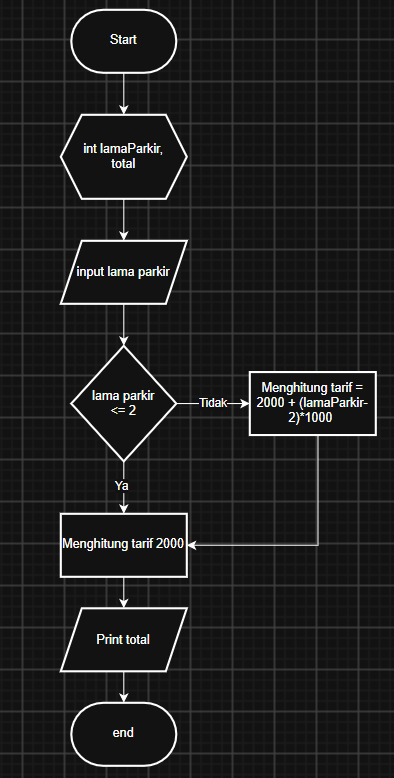 Start
int lamaParkir,
total
input lama parkir
lama parkir
<= 2
Tidak
Menghitung tarif =
2000 + (lamaParkir-
2)*1000
Ya
Menghitung tarif 2000
Print total
end